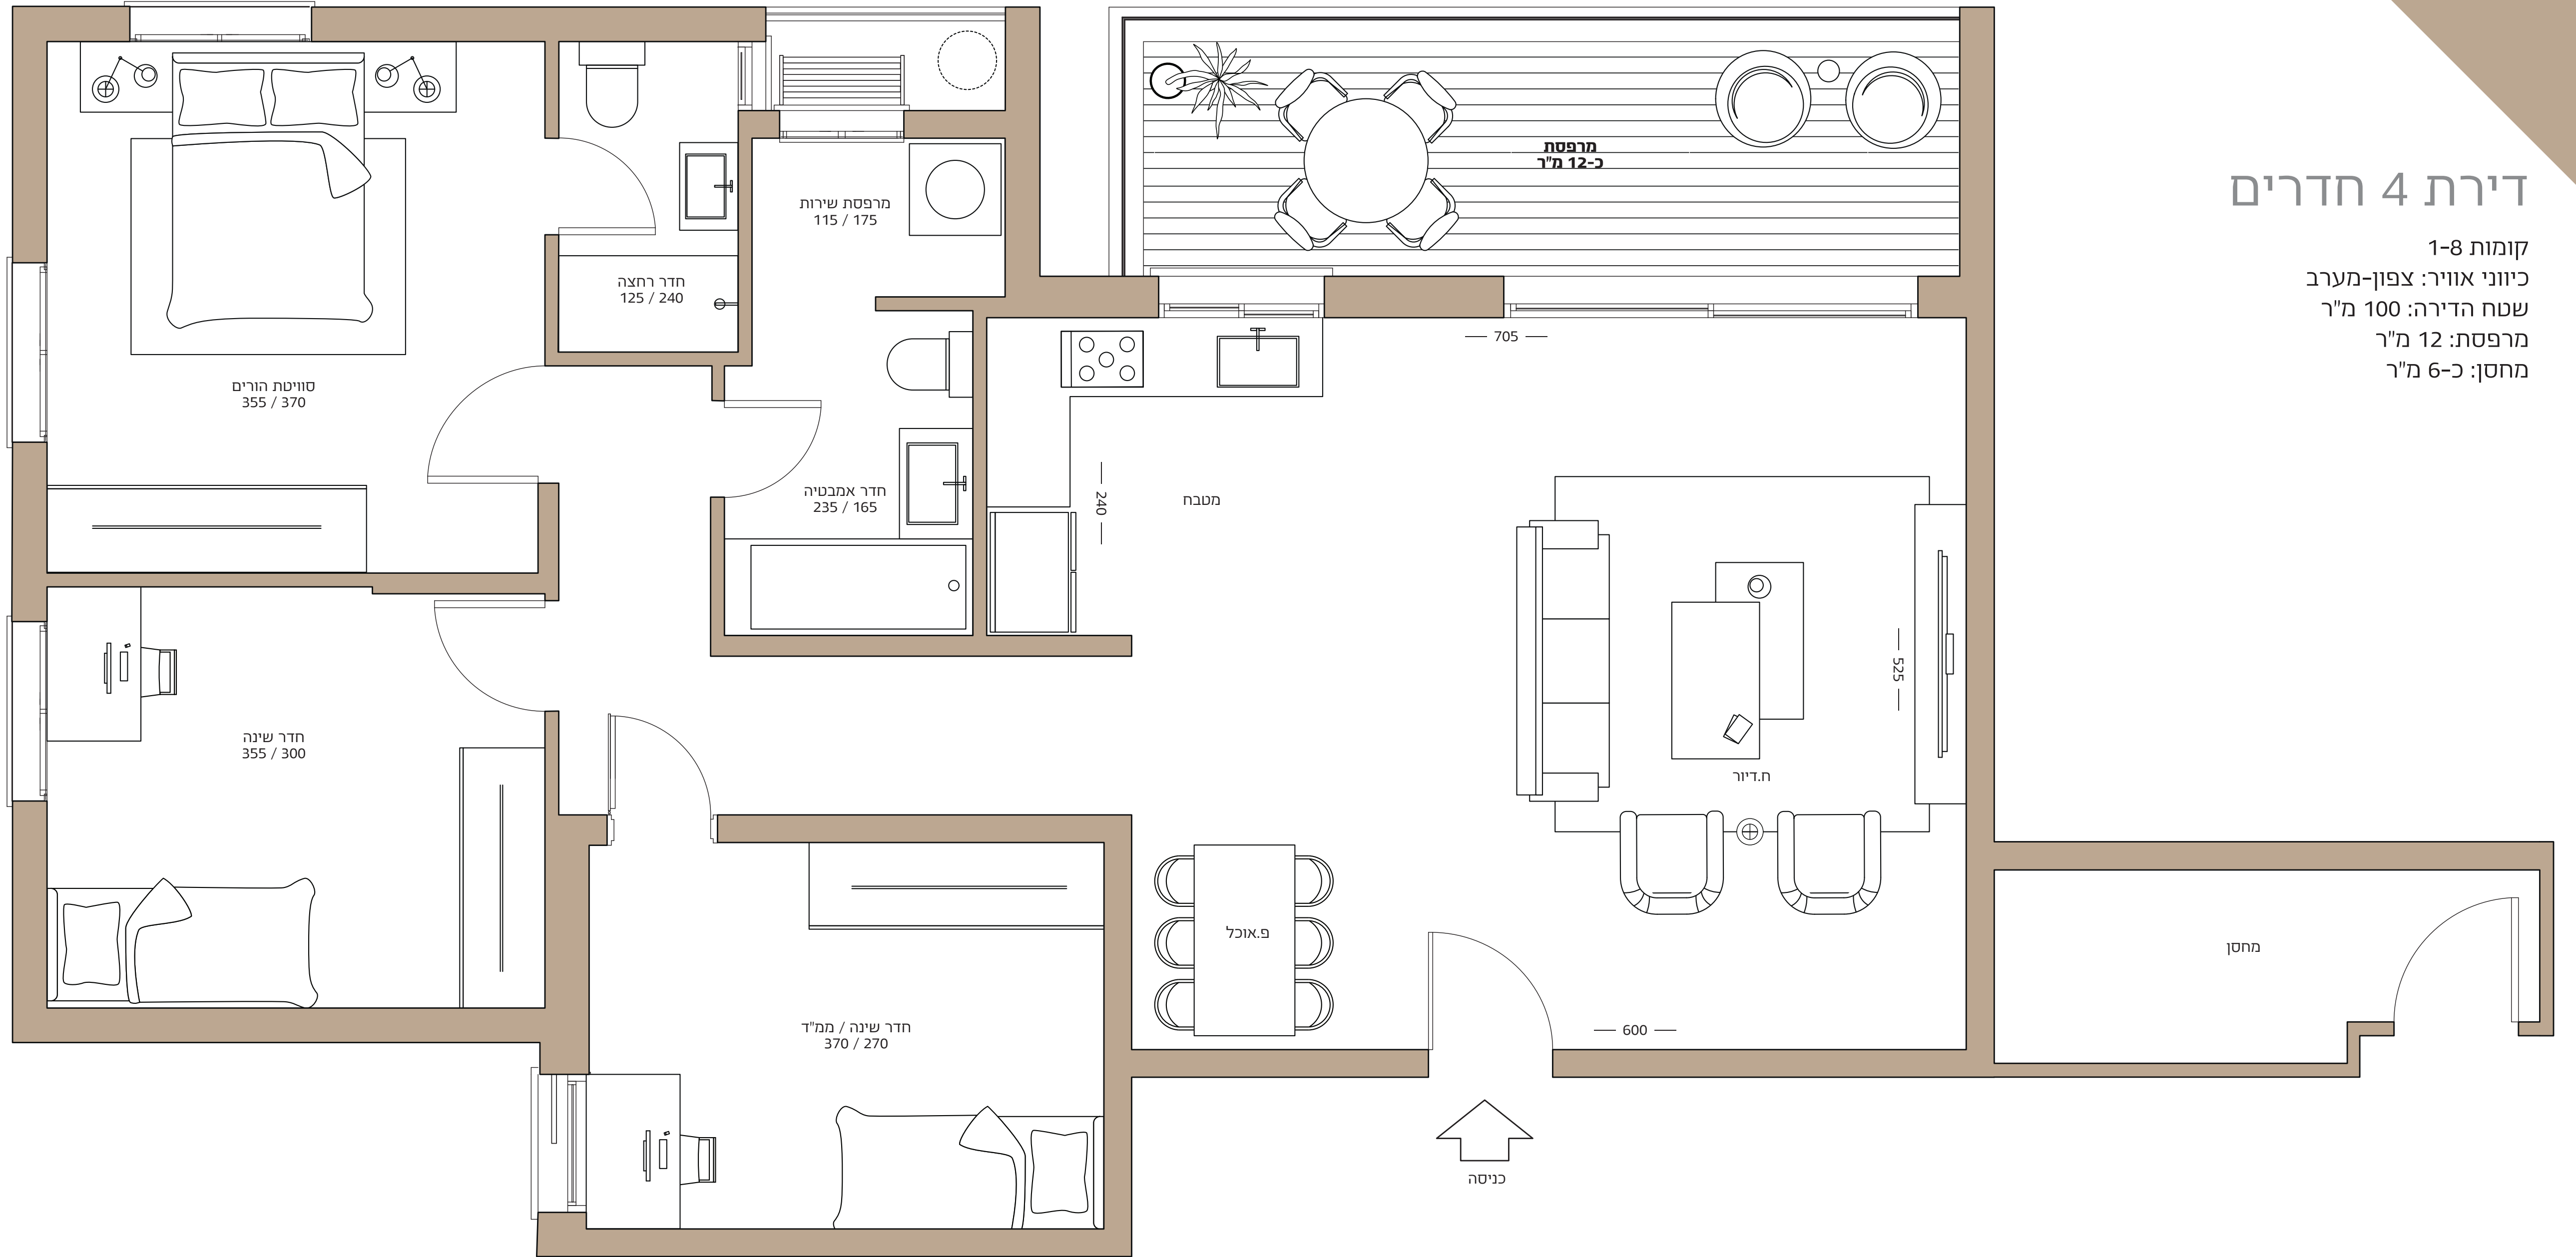 דירת 4 חדרים
קומות 1-8
כיווני אוויר: צפון-מערב
שטח הדירה: 100 מ"ר
מרפסת: 12 מ"ר
מחסן: כ-6 מ"ר
מרפסת
כ-12 מ"ר
מרפסת שירות
115 / 175
חדר רחצה
125 / 240
סוויטת הורים
355 / 370
705
חדר אמבטיה
235 / 165
240
מטבח
525
חדר שינה
355 / 300
ח.דיור
פ.אוכל
מחסן
חדר שינה / ממ"ד
370 / 270
600
כניסה